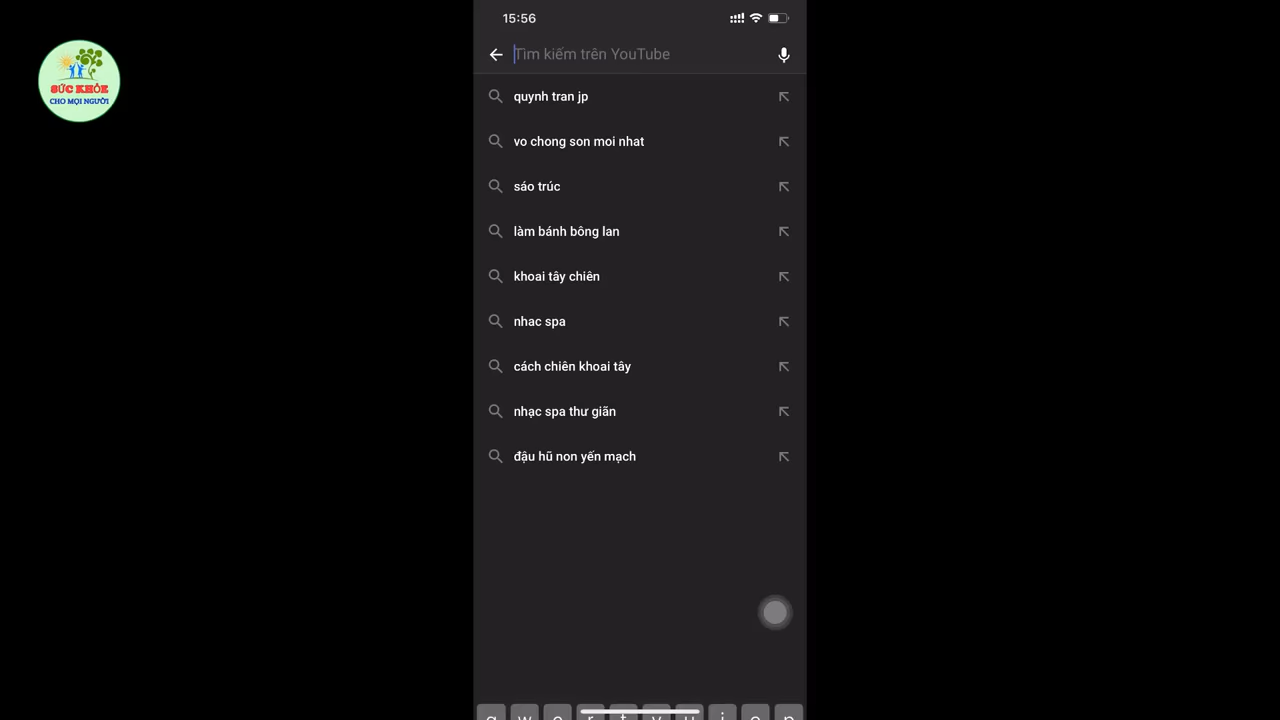 15:56
SỨC KHỎE
CHO MỌI NGƯỜI
Tìm kiếm trên YouTube
quynh tran jp
vo chong son moi nhat
sáo trúc
làm bánh bông lan
khoai tây chiên
nhac spa
cách chiên khoai tây
nhạc spa thư giãn
đậu hũ non yến mạch
q w e r t y u i o p